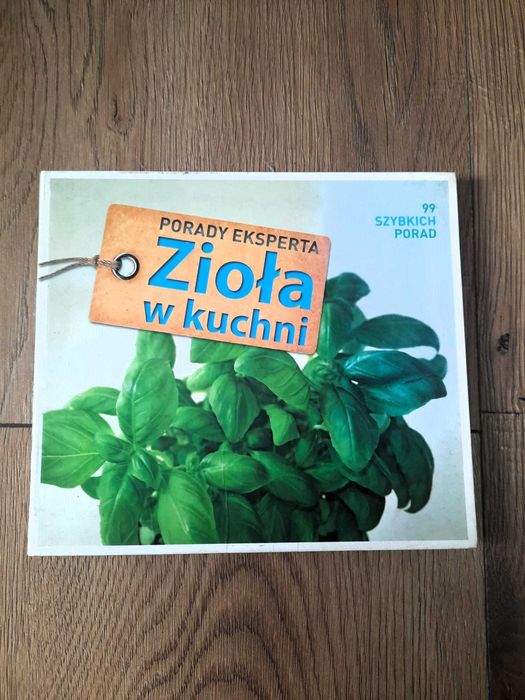 PORADY EKSPERTA
Zioła
w kuchni
99
SZYBKICH
PORAD